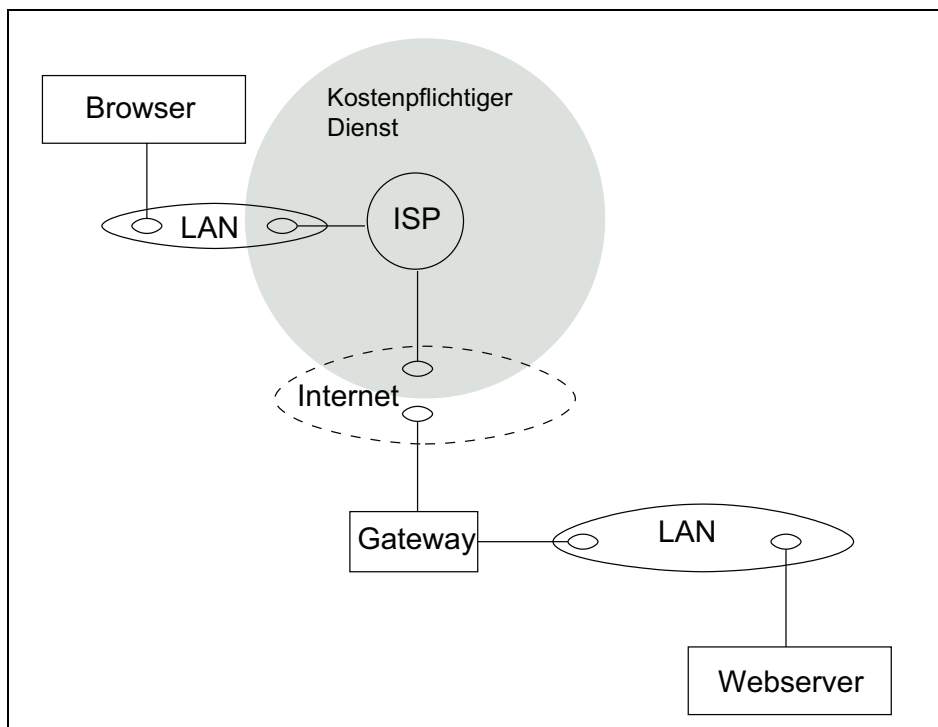 Kostenpflichtiger
Dienst
Browser
ISP
LAN
Internet
Gateway
LAN
Webserver